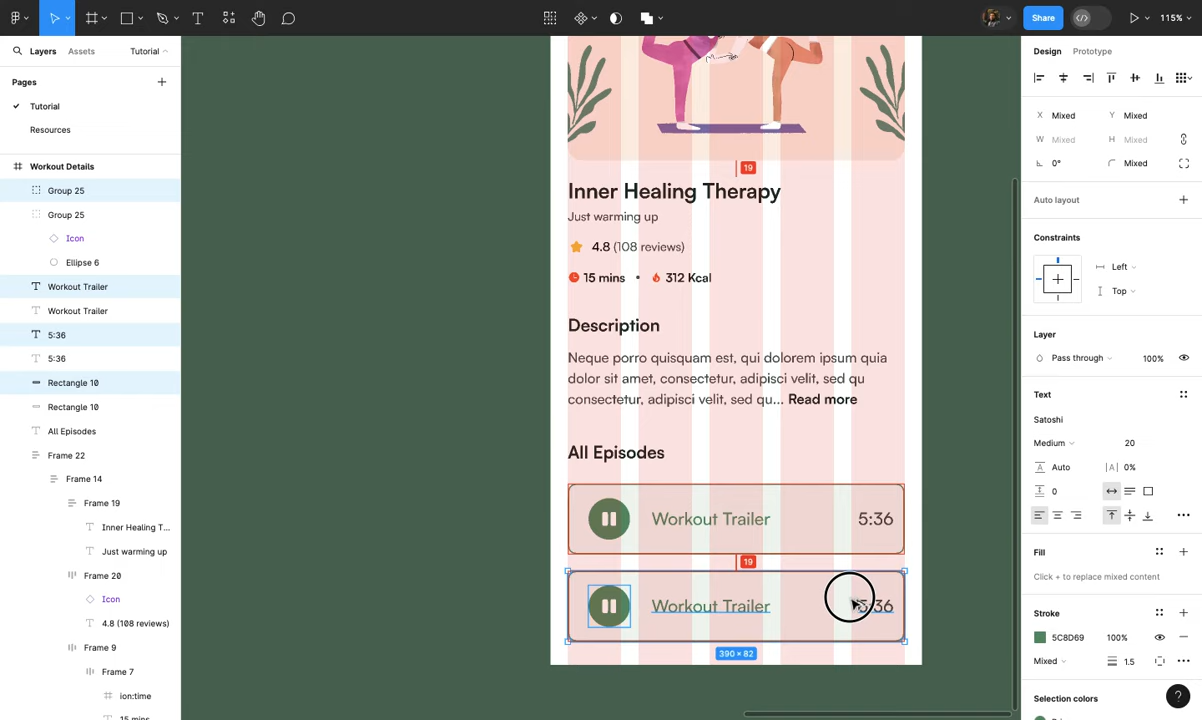 Share
115%
Layers
Assets
Tutorial
Pages
Tutorial
Resources
Workout Details
Group 25
Group 25
Icon
Ellipse 6
Workout Trailer
Workout Trailer
5:36
5:36
Rectangle 10
Rectangle 10
All Episodes
Frame 22
Frame 14
Frame 19
Inner Healing T...
Just warming up
Frame 20
Icon
4.8 (108 reviews)
Frame 9
Frame 7
ion:time
15 mins
19
Inner Healing Therapy
Just warming up
4.8 (108 reviews)
15 mins • 312 Kcal
Description
Neque porro quisquam est, qui dolorem ipsum quia
dolor sit amet, consectetur, adipisci velit, sed qu
consectetur, adipisci velit, sed qu... Read more
All Episodes
Workout Trailer 5:36
19
Workout Trailer 5:36
390 × 82
Design
Prototype
X Mixed Y Mixed
W Mixed H Mixed
0° Mixed
Auto layout
Constraints
Left
Top
Layer
Pass through 100%
Text
Satoshi
Medium 20
Auto |A| 0%
0
Fill
Click + to replace mixed content
Stroke
5C8D69 100%
Mixed 1.5
Selection colors
?